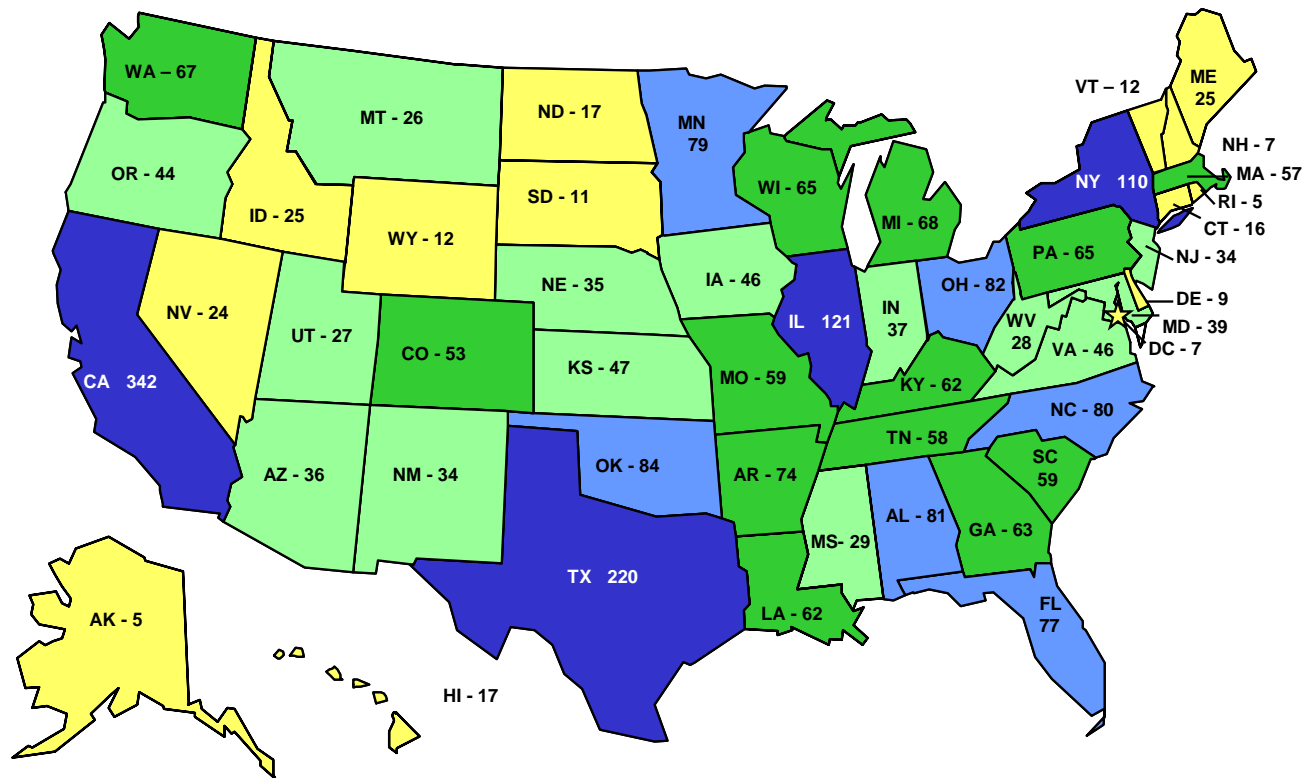 WA – 67
MT - 26
ND - 17
MN
79
VT – 12
ME
25
OR - 44
ID - 25
WY - 12
SD - 11
WI - 65
MI - 68
NY 110
NH - 7
MA - 57
RI - 5
CT - 16
NJ - 34
PA - 65
NV - 24
UT - 27
NE - 35
IA - 46
IL 121
IN
37
OH - 82
WV
28
VA - 46
DE - 9
MD - 39
DC - 7
CA 342
CO - 53
KS - 47
MO - 59
KY - 62
NC - 80
TN - 58
SC
59
AZ - 36
NM - 34
OK - 84
AR - 74
MS- 29
AL - 81
GA - 63
TX 220
LA - 62
FL
77
AK - 5
HI - 17